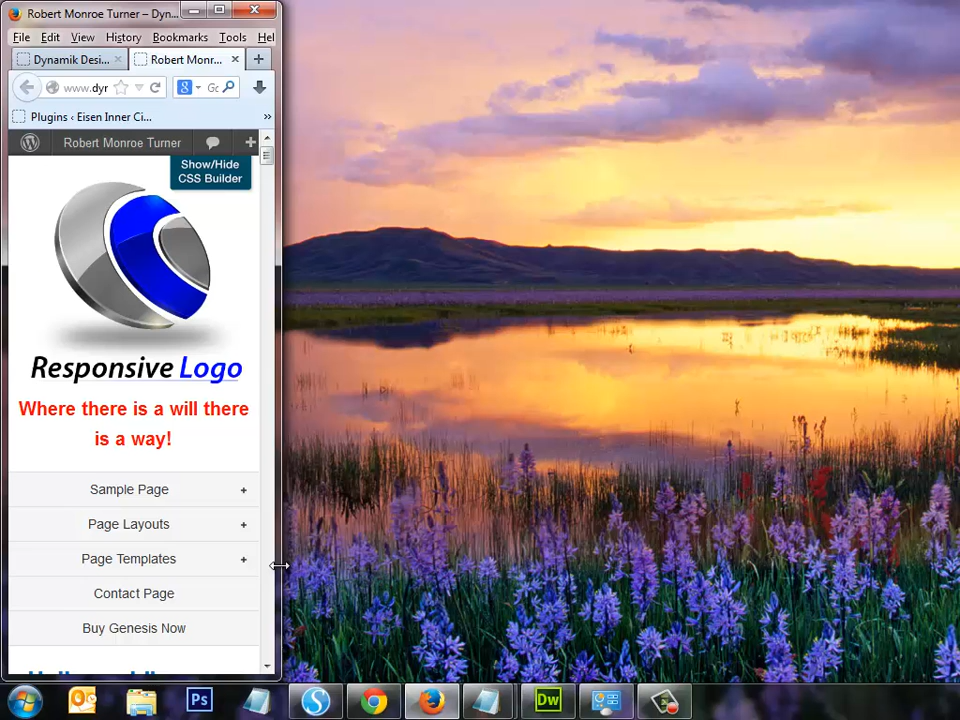 Robert Monroe Turner – Dyn...
File Edit View History Bookmarks Tools Hel
Dynamik Desi... Robert Monr...
www.dyr
Plugins ‹ Eisen Inner Ci...
Robert Monroe Turner
Show/Hide
CSS Builder
Responsive Logo
Where there is a will there
is a way!
Sample Page +
Page Layouts +
Page Templates +
Contact Page
Buy Genesis Now
Ps
Dw